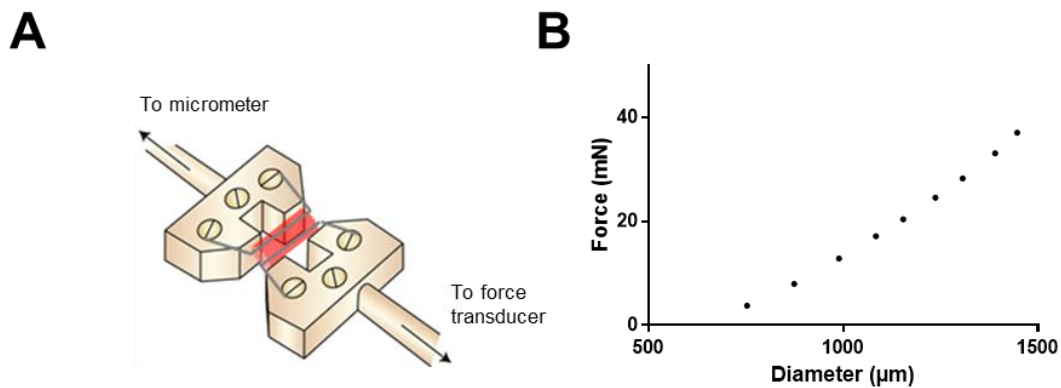 A
To micrometer
To force
transducer
B
Force (mN)
40
20
0
500
1000
1500
Diameter (µm)